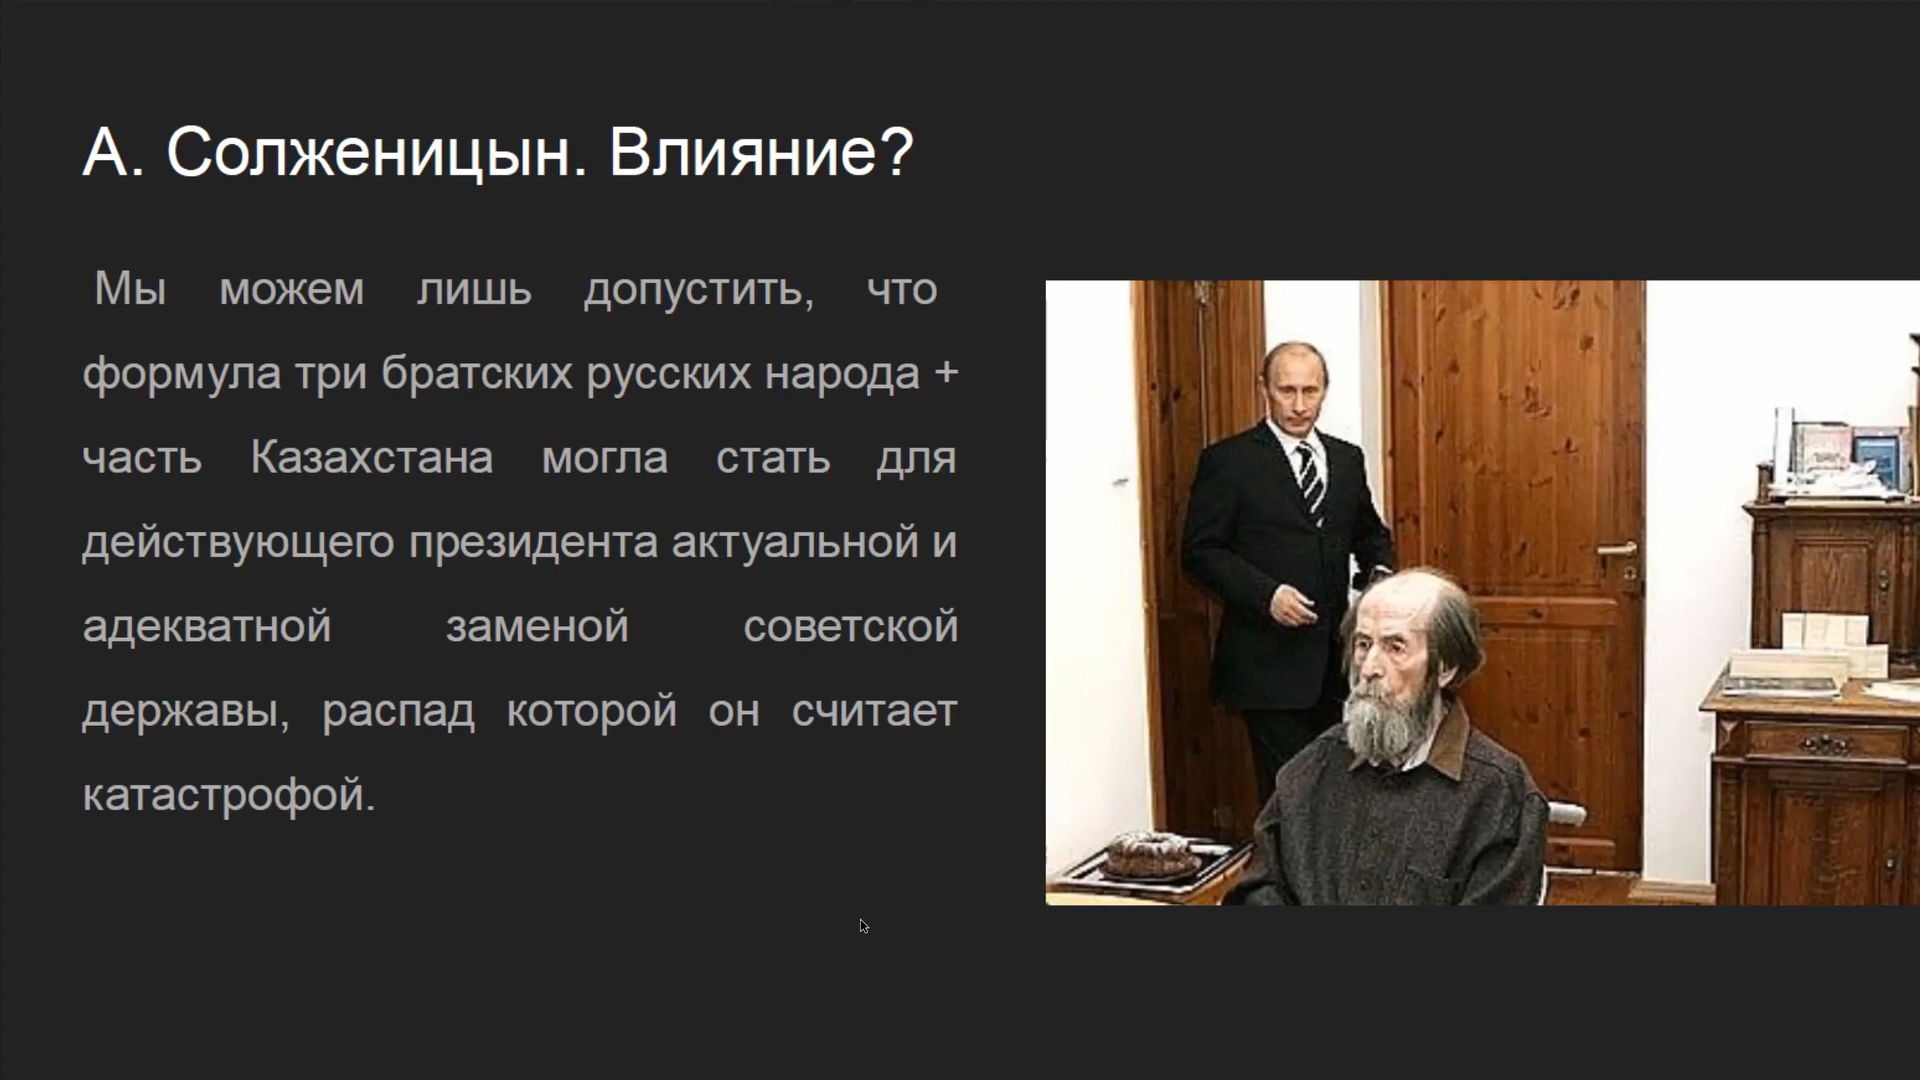 А. Солженицын. Влияние?
Мы можем лишь допустить, что
формула три братских русских народа +
часть Казахстана могла стать для
действующего президента актуальной и
адекватной заменой советской
державы, распад которой он считает
катастрофой.